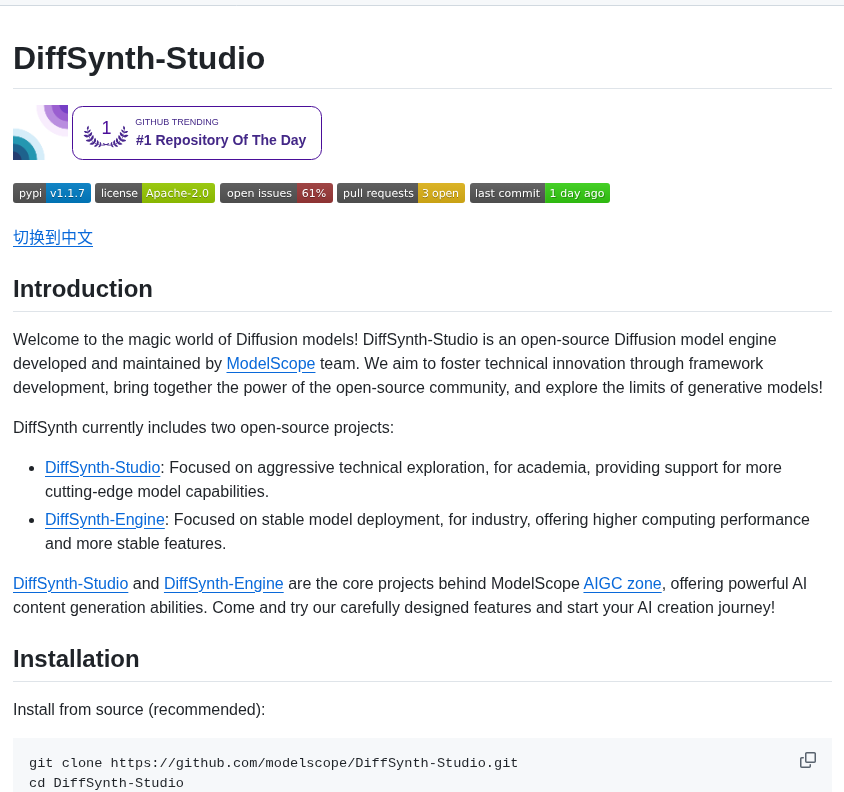 DiffSynth-Studio
1
GITHUB TRENDING
#1 Repository Of The Day
pypi v1.1.7 license Apache-2.0 open issues 61% pull requests 3 open last commit 1 day ago
切换到中文
Introduction
Welcome to the magic world of Diffusion models! DiffSynth-Studio is an open-source Diffusion model engine
developed and maintained by ModelScope team. We aim to foster technical innovation through framework
development, bring together the power of the open-source community, and explore the limits of generative models!
DiffSynth currently includes two open-source projects:
• DiffSynth-Studio: Focused on aggressive technical exploration, for academia, providing support for more
cutting-edge model capabilities.
• DiffSynth-Engine: Focused on stable model deployment, for industry, offering higher computing performance
and more stable features.
DiffSynth-Studio and DiffSynth-Engine are the core projects behind ModelScope AIGC zone, offering powerful AI
content generation abilities. Come and try our carefully designed features and start your AI creation journey!
Installation
Install from source (recommended):
git clone https://github.com/modelscope/DiffSynth-Studio.git
cd DiffSynth-Studio